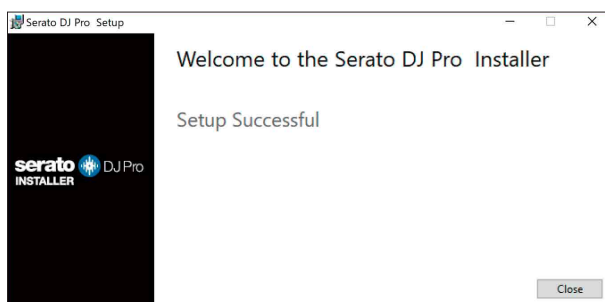 Serato DJ Pro Setup
Welcome to the Serato DJ Pro Installer
Setup Successful
serato DJ Pro
INSTALLER
Close